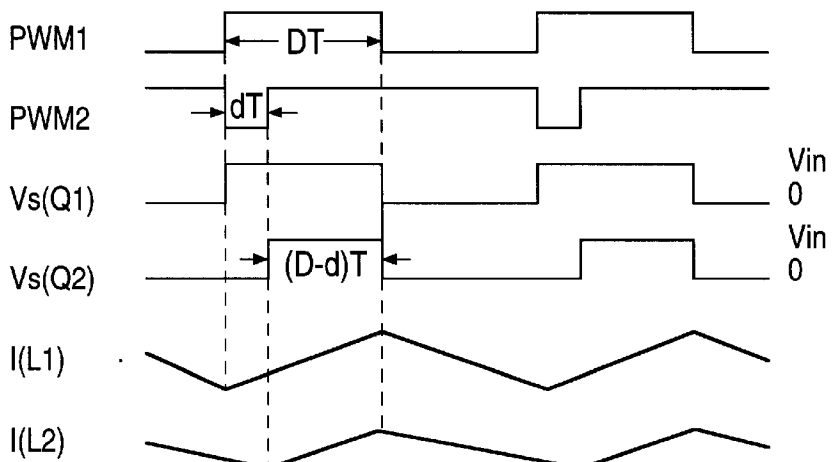 PWM1
DT
PWM2
dT
Vs(Q1)
Vin
0
Vs(Q2)
(D-d)T
Vin
0
I(L1)
I(L2)